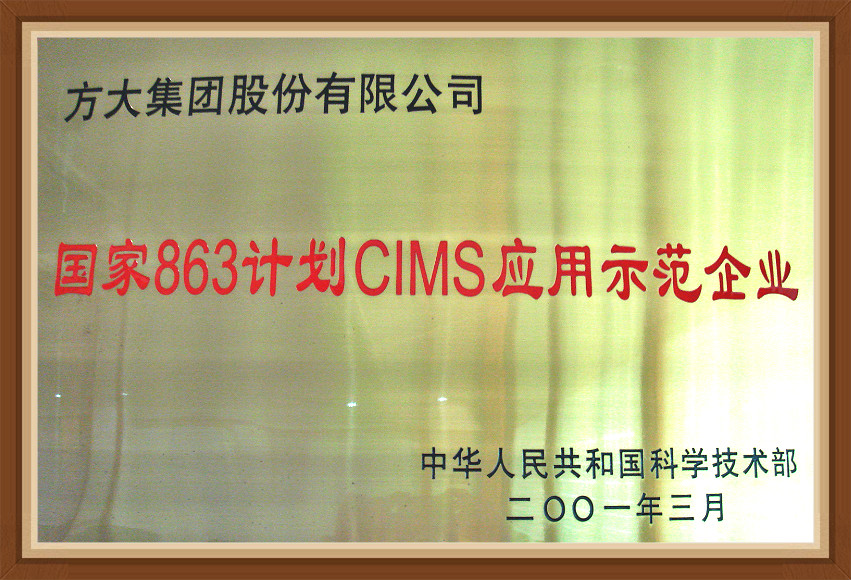 方大集团股份有限公司
国家863计划CIMS应用示范企业
中华人民共和国科学技术部
二〇〇一年三月